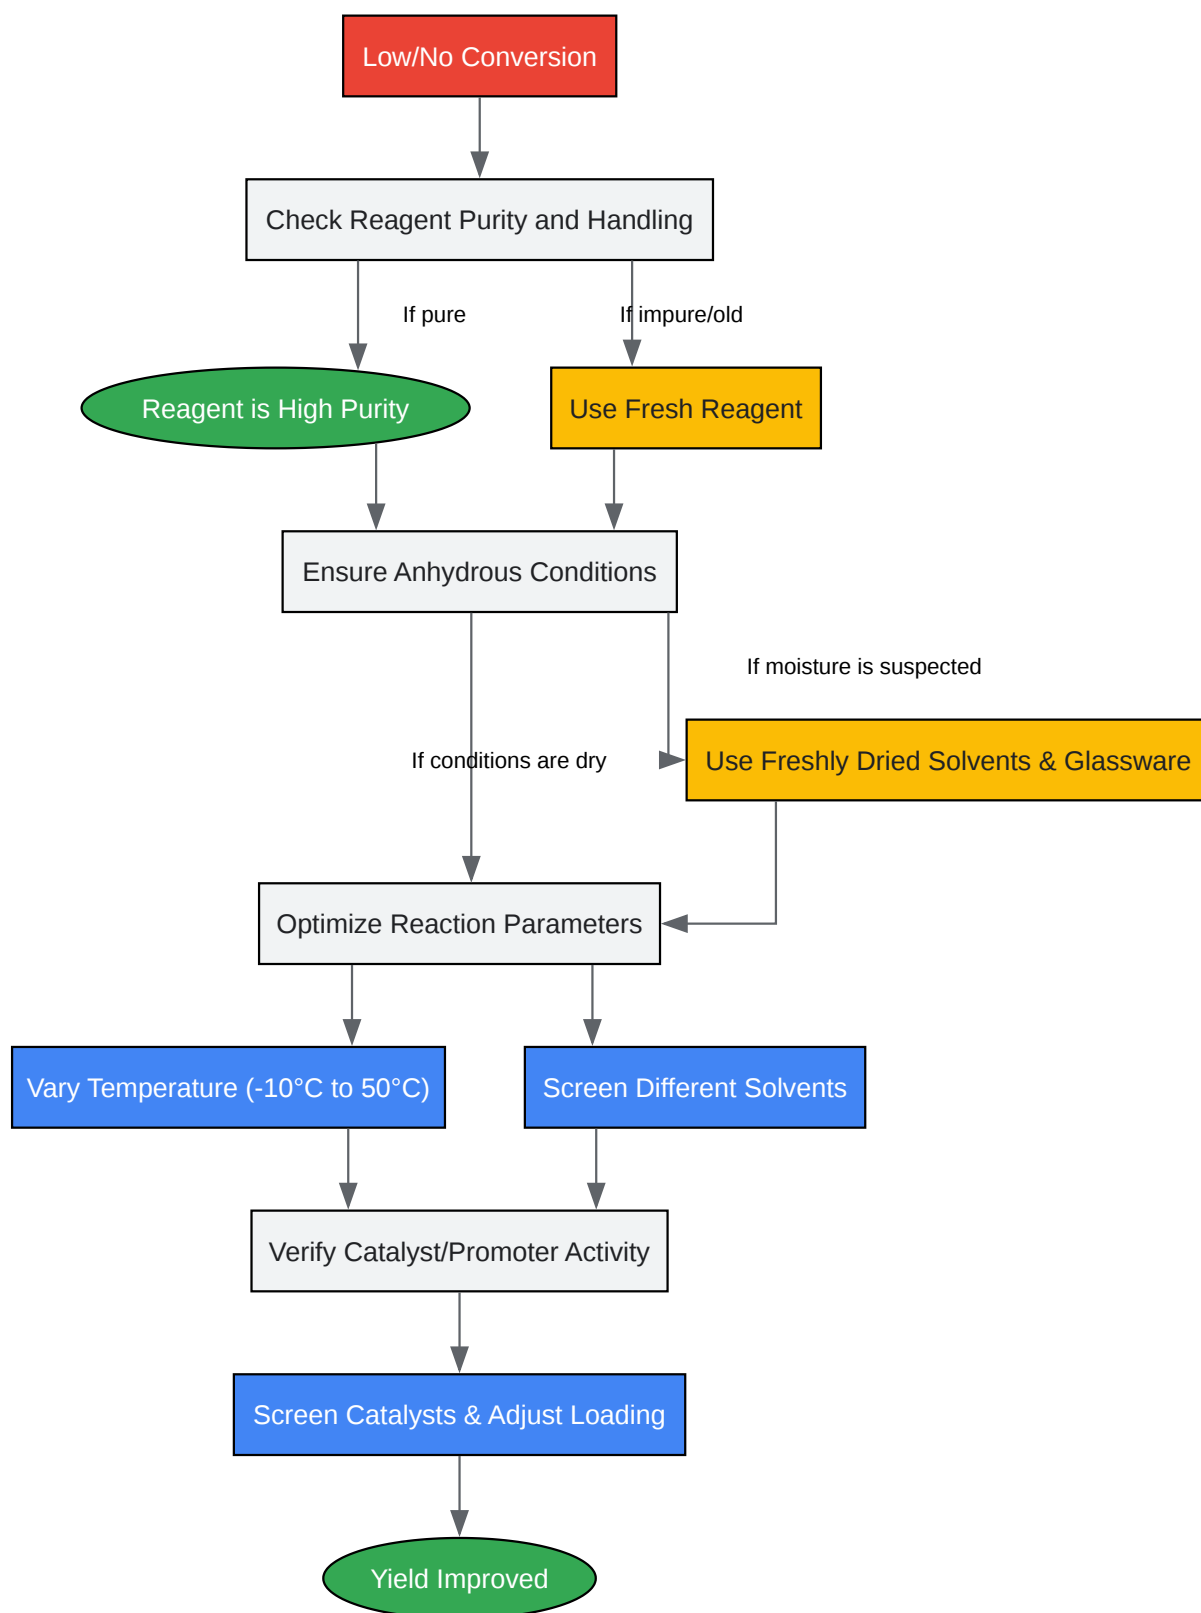 Low/No Conversion
Check Reagent Purity and Handling
If pure
If impure/old
Reagent is High Purity
Use Fresh Reagent
Ensure Anhydrous Conditions
If moisture is suspected
If conditions are dry
Use Freshly Dried Solvents & Glassware
Optimize Reaction Parameters
Vary Temperature (-10°C to 50°C)
Screen Different Solvents
Verify Catalyst/Promoter Activity
Screen Catalysts & Adjust Loading
Yield Improved